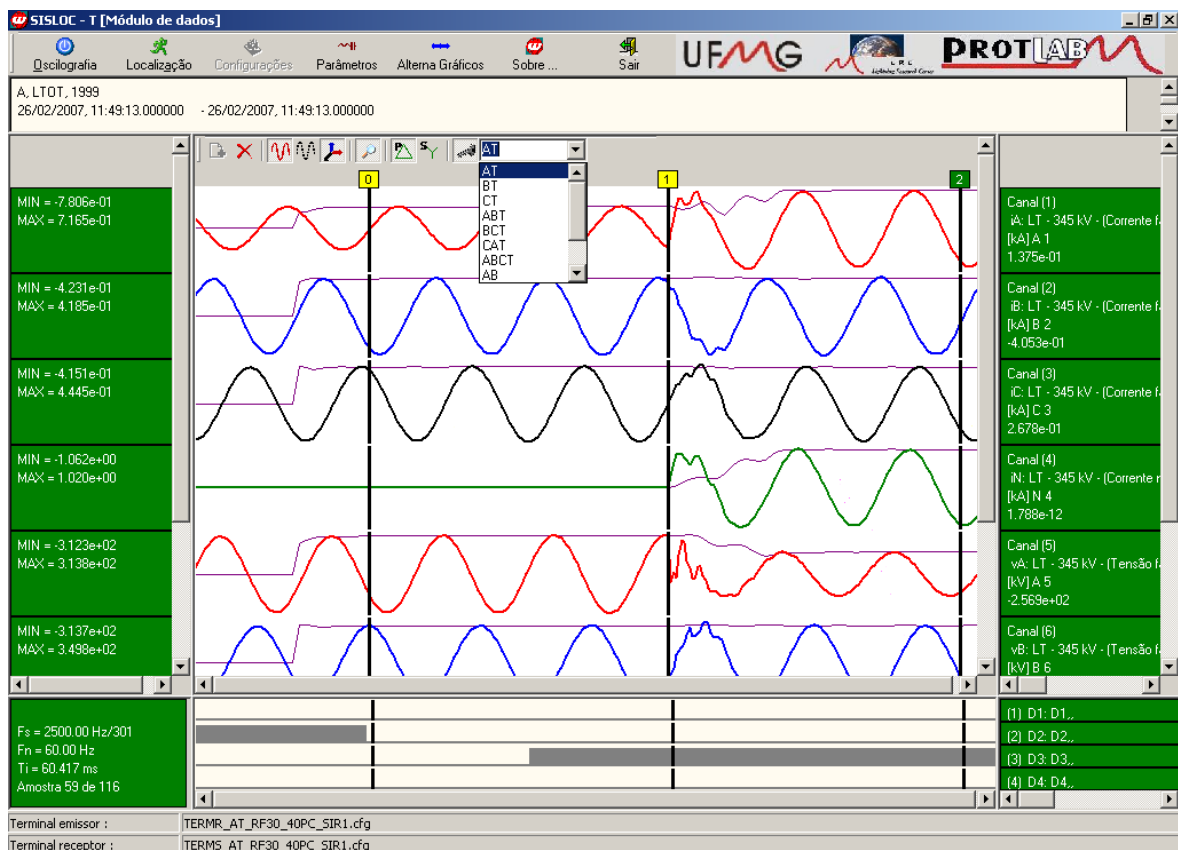 SISLOC - T [Módulo de dados]
Oscilografia Localização Configurações Parâmetros Alterna Gráficos Sobre ... Sair
UFMG LRC PROTLAB
A, LTOT, 1999
26/02/2007, 11:49:13.000000 - 26/02/2007, 11:49:13.000000
AT
AT
BT
CT
ABT
BCT
CAT
ABCT
AB
0 1 2
MIN = -7.806e-01
MAX = 7.165e-01
MIN = -4.231e-01
MAX = 4.185e-01
MIN = -4.151e-01
MAX = 4.445e-01
MIN = -1.062e+00
MAX = 1.020e+00
MIN = -3.123e+02
MAX = 3.138e+02
MIN = -3.137e+02
MAX = 3.498e+02
Canal (1)
iA: LT - 345 kV - (Corrente f
[kA] A 1
1.375e-01
Canal (2)
iB: LT - 345 kV - (Corrente f
[kA] B 2
-4.053e-01
Canal (3)
iC: LT - 345 kV - (Corrente f
[kA] C 3
2.678e-01
Canal (4)
iN: LT - 345 kV - (Corrente r
[kA] N 4
1.788e-12
Canal (5)
vA: LT - 345 kV - (Tensão f
[kV] A 5
-2.569e+02
Canal (6)
vB: LT - 345 kV - (Tensão f
[kV] B 6
Fs = 2500.00 Hz/301
Fn = 60.00 Hz
Ti = 60.417 ms
Amostra 59 de 116
(1) D1: D1,,
(2) D2: D2,,
(3) D3: D3,,
(4) D4: D4,,
Terminal emissor : TERMR_AT_RF30_40PC_SIR1.cfg
Terminal receptor : TERMS_AT_RF30_40PC_SIR1.cfg